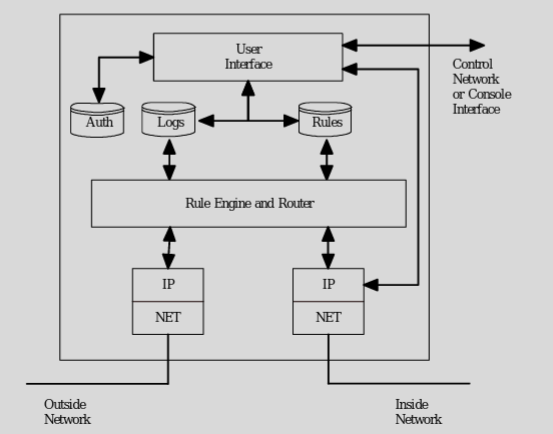 User
Interface
Control
Network
or Console
Interface
Auth
Logs
Rules
Rule Engine and Router
IP
IP
NET
NET
Outside
Network
Inside
Network